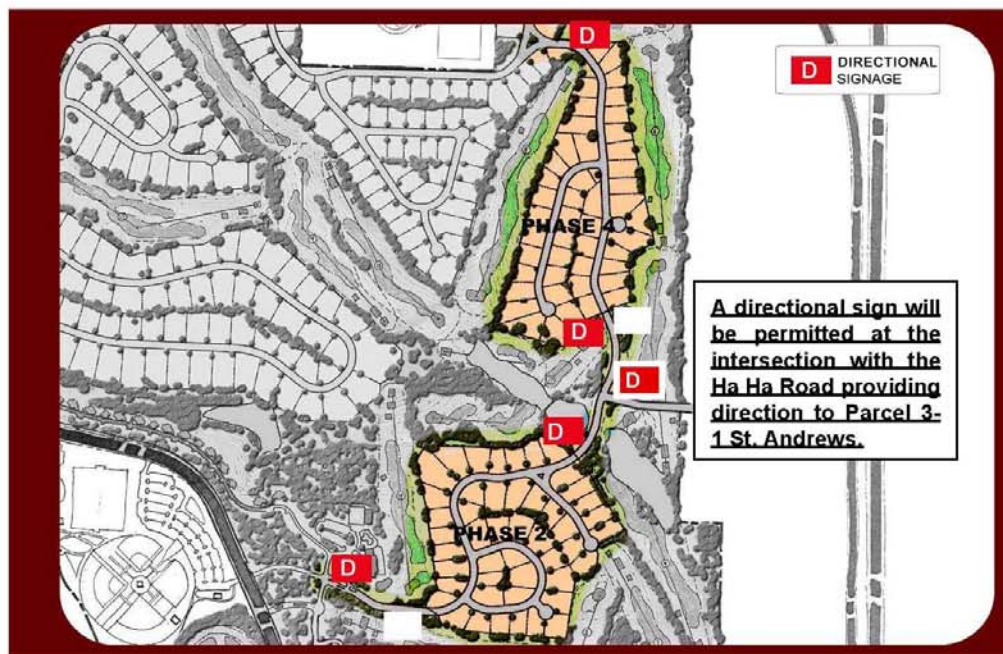 D
D DIRECTIONAL
SIGNAGE
PHASE 4
A directional sign will
be permitted at the
intersection with the
Ha Ha Road providing
direction to Parcel 3-
1 St. Andrews.
D
D
D
PHASE 2
D